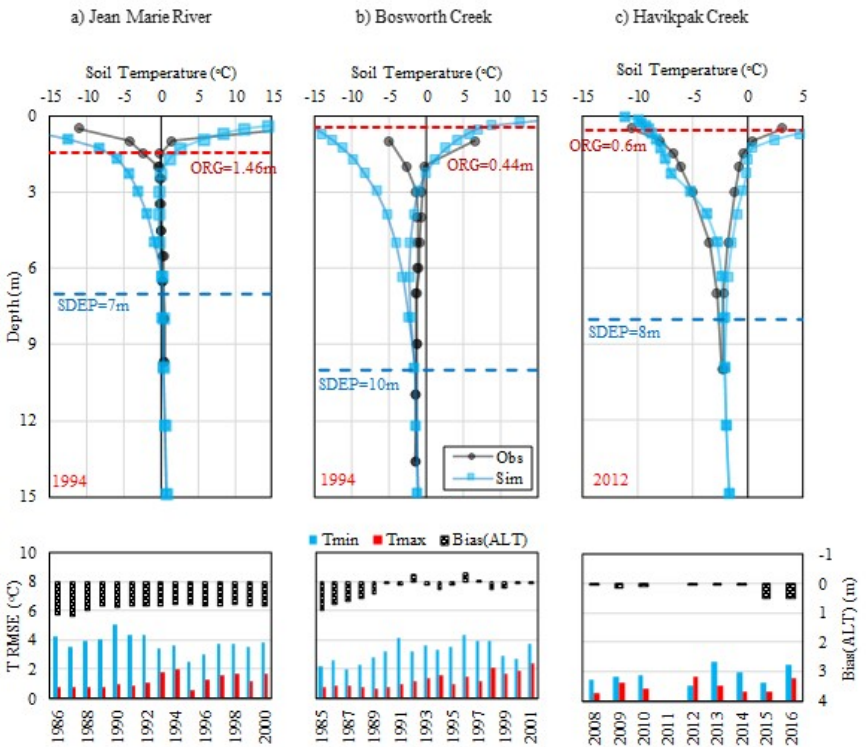 a) Jean Marie River b) Bosworth Creek c) Havikpak Creek
Soil Temperature (°C) Soil Temperature (°C) Soil Temperature (°C)
-15 -10 -5 0 5 10 15 -15 -10 -5 0 5 10 15 -15 -10 -5 0 5
0
3
6
9
12
15
Depth (m)
ORG=1.46m
SDEP=7m
1994
ORG=0.44m
SDEP=10m
Obs
Sim
1994
ORG=0.6m
SDEP=8m
2012
Tmin Tmax Bias(ALT)
10
8
6
4
2
0
T RMSE (°C)
-1
0
1
2
3
4
Bias(ALT) (m)
1986 1988 1990 1992 1994 1996 1998 2000
1985 1987 1989 1991 1993 1995 1997 1999 2001
2008 2009 2010 2011 2012 2013 2014 2015 2016